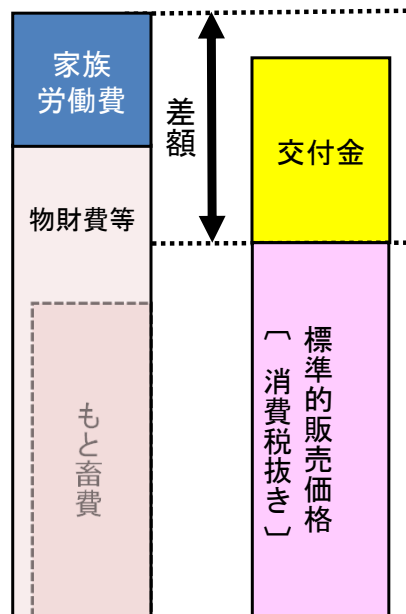 家族
労働費
差額
交付金
物財費等
もと畜費
標準的販売価格
〔消費税抜き〕